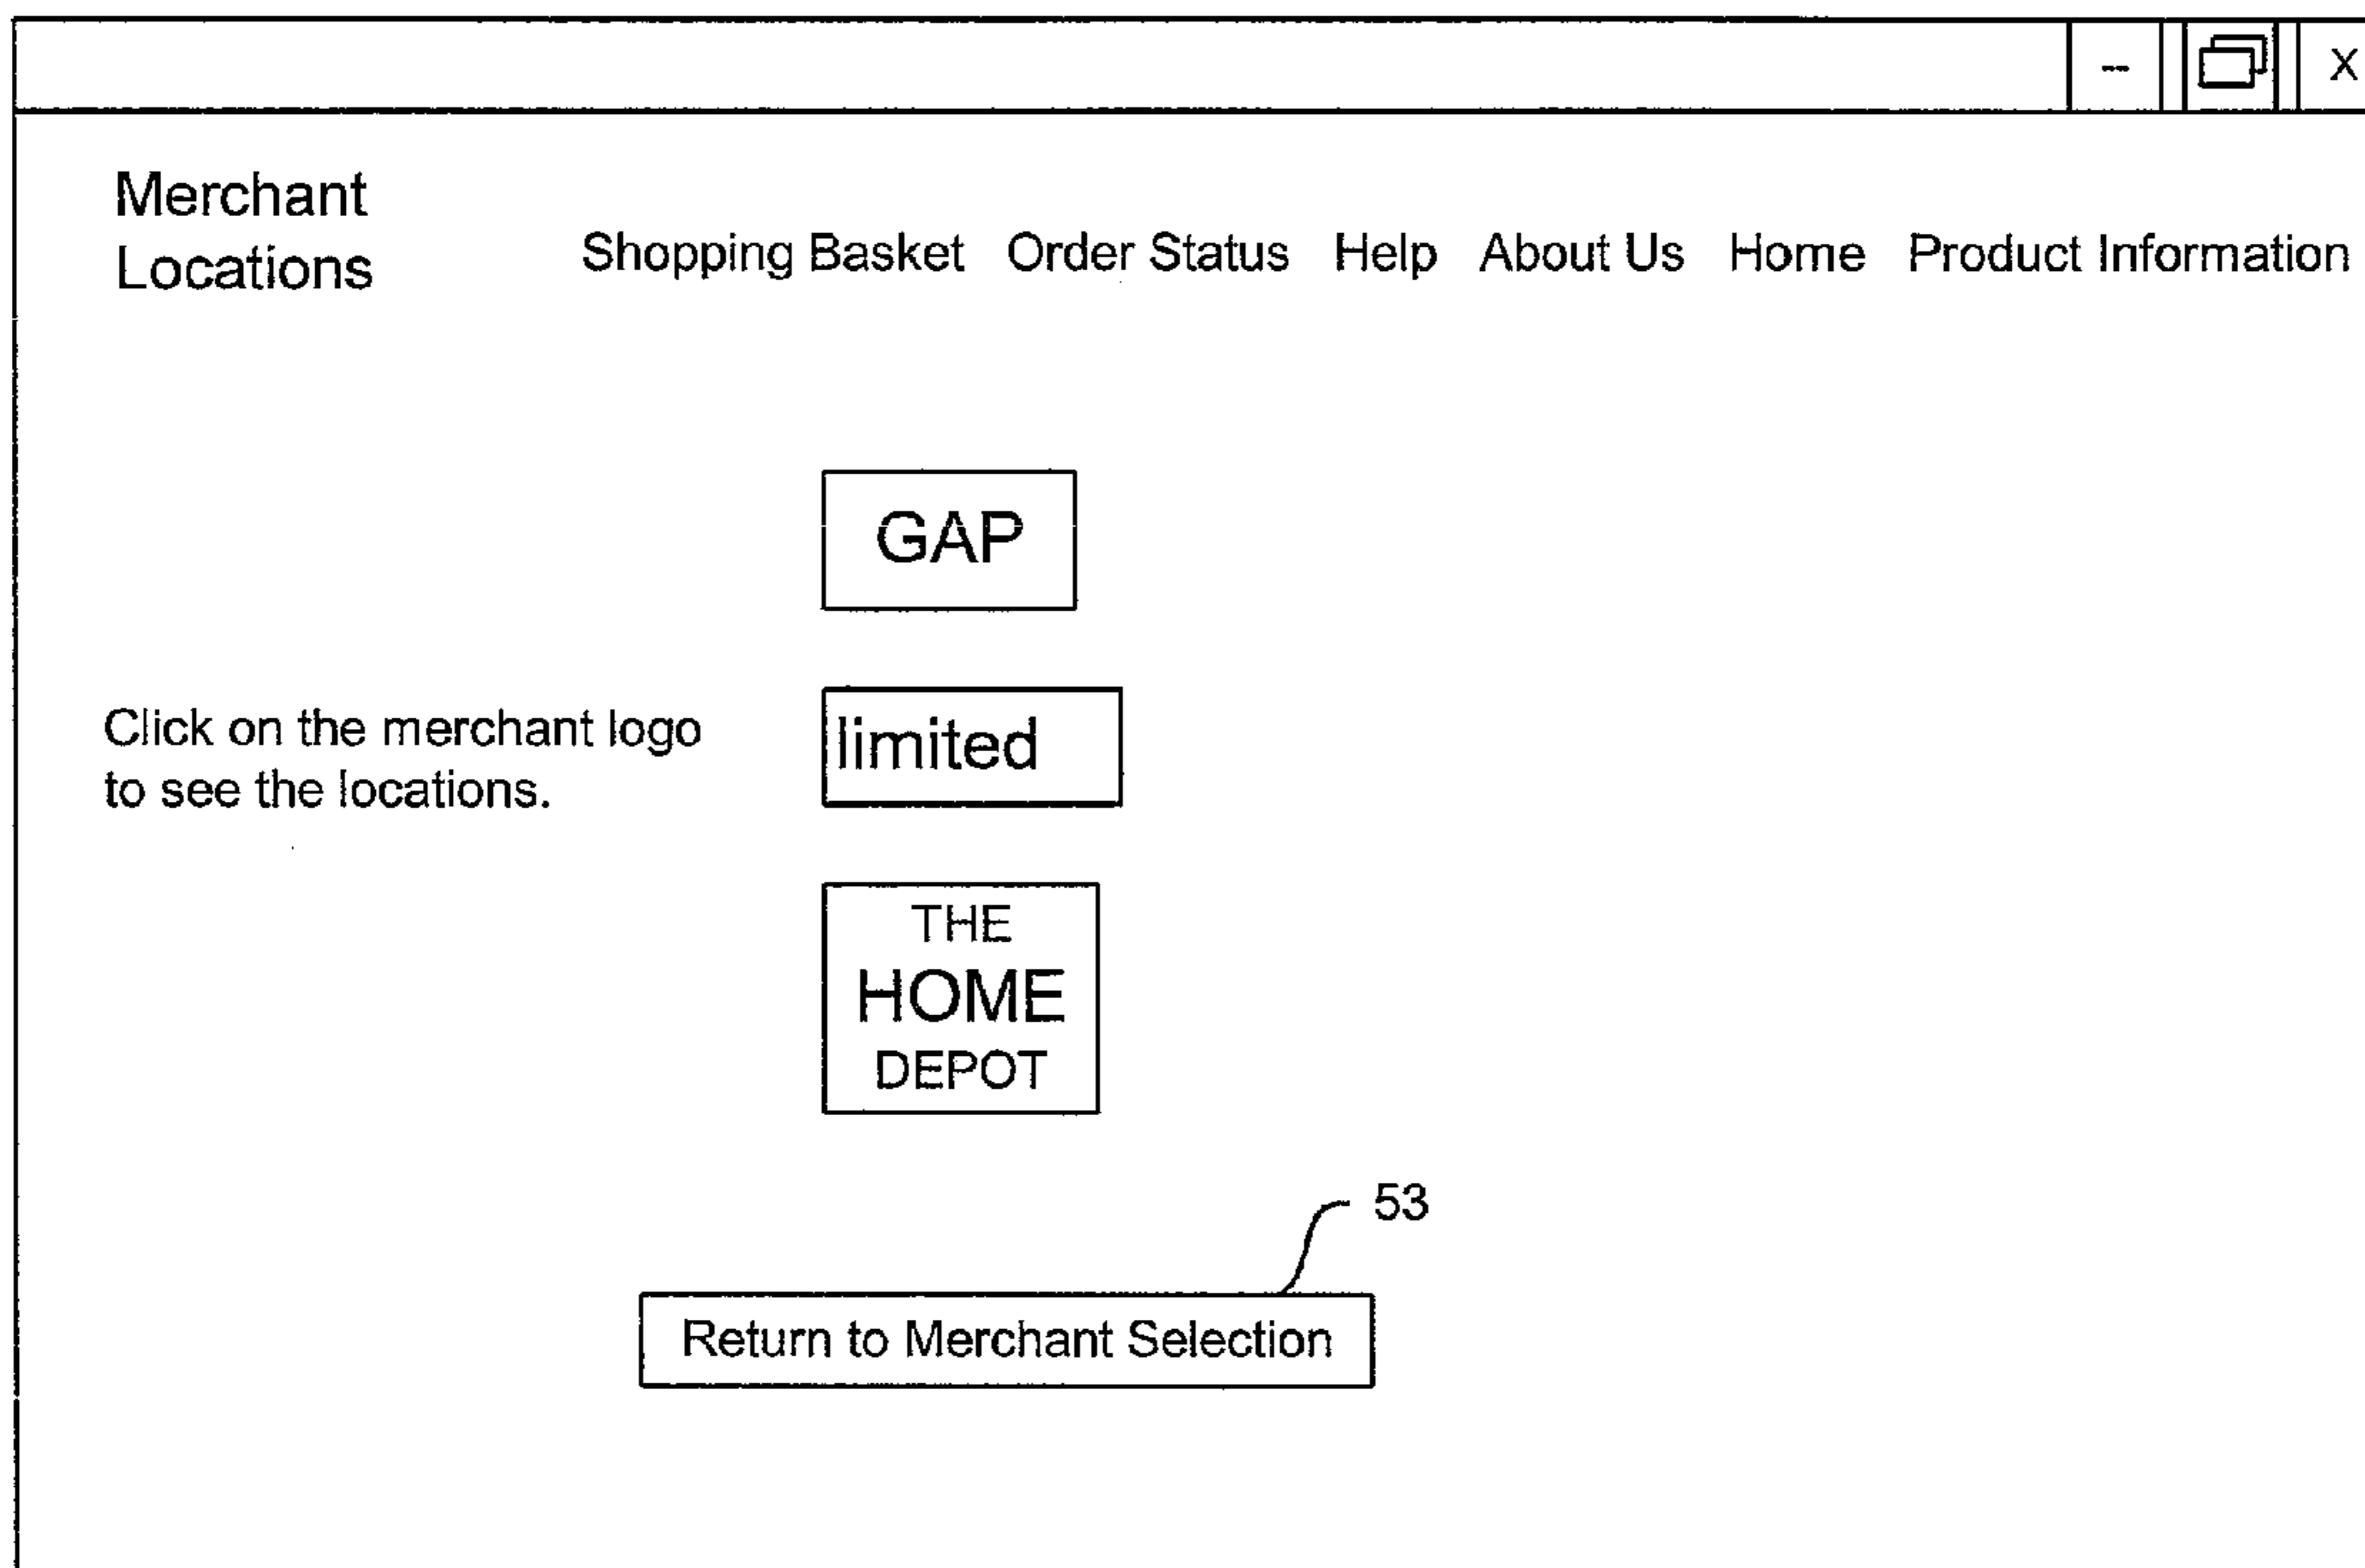 X
Merchant
Locations
Shopping Basket Order Status Help About Us Home Product Information
GAP
Click on the merchant logo
to see the locations.
limited
THE
HOME
DEPOT
53
Return to Merchant Selection